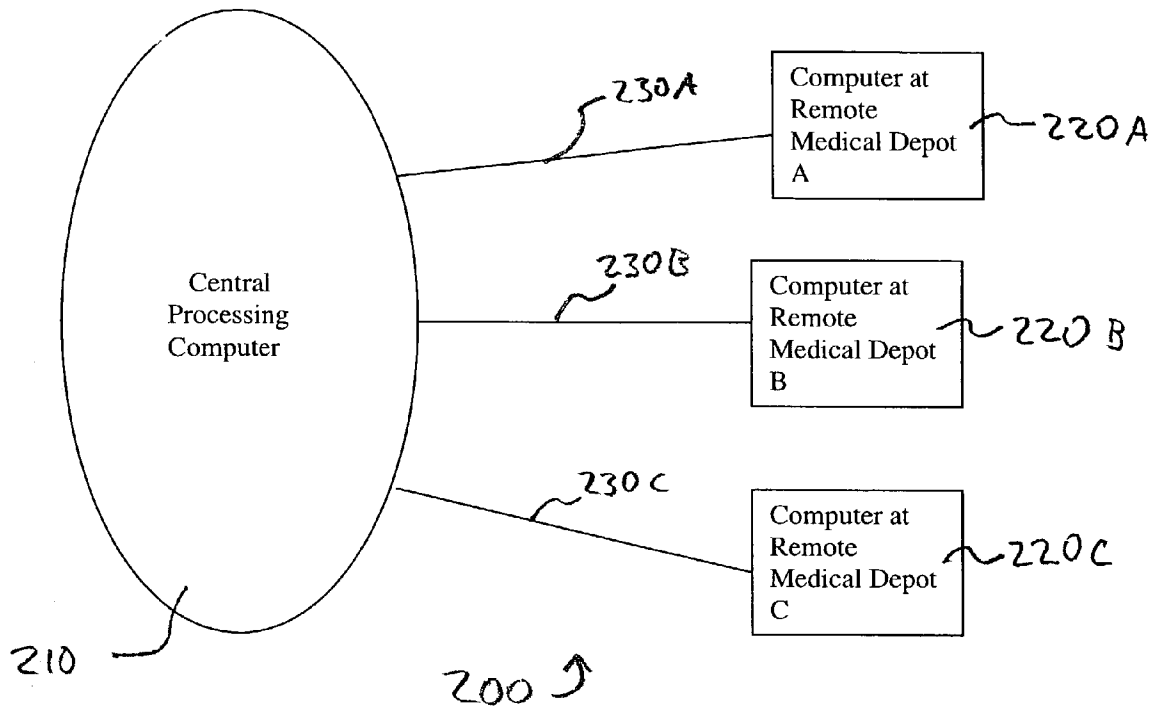 230A
Computer at
Remote
Medical Depot
A
220A
Central
Processing
Computer
230B
Computer at
Remote
Medical Depot
B
220B
230C
Computer at
Remote
Medical Depot
C
220C
210
200